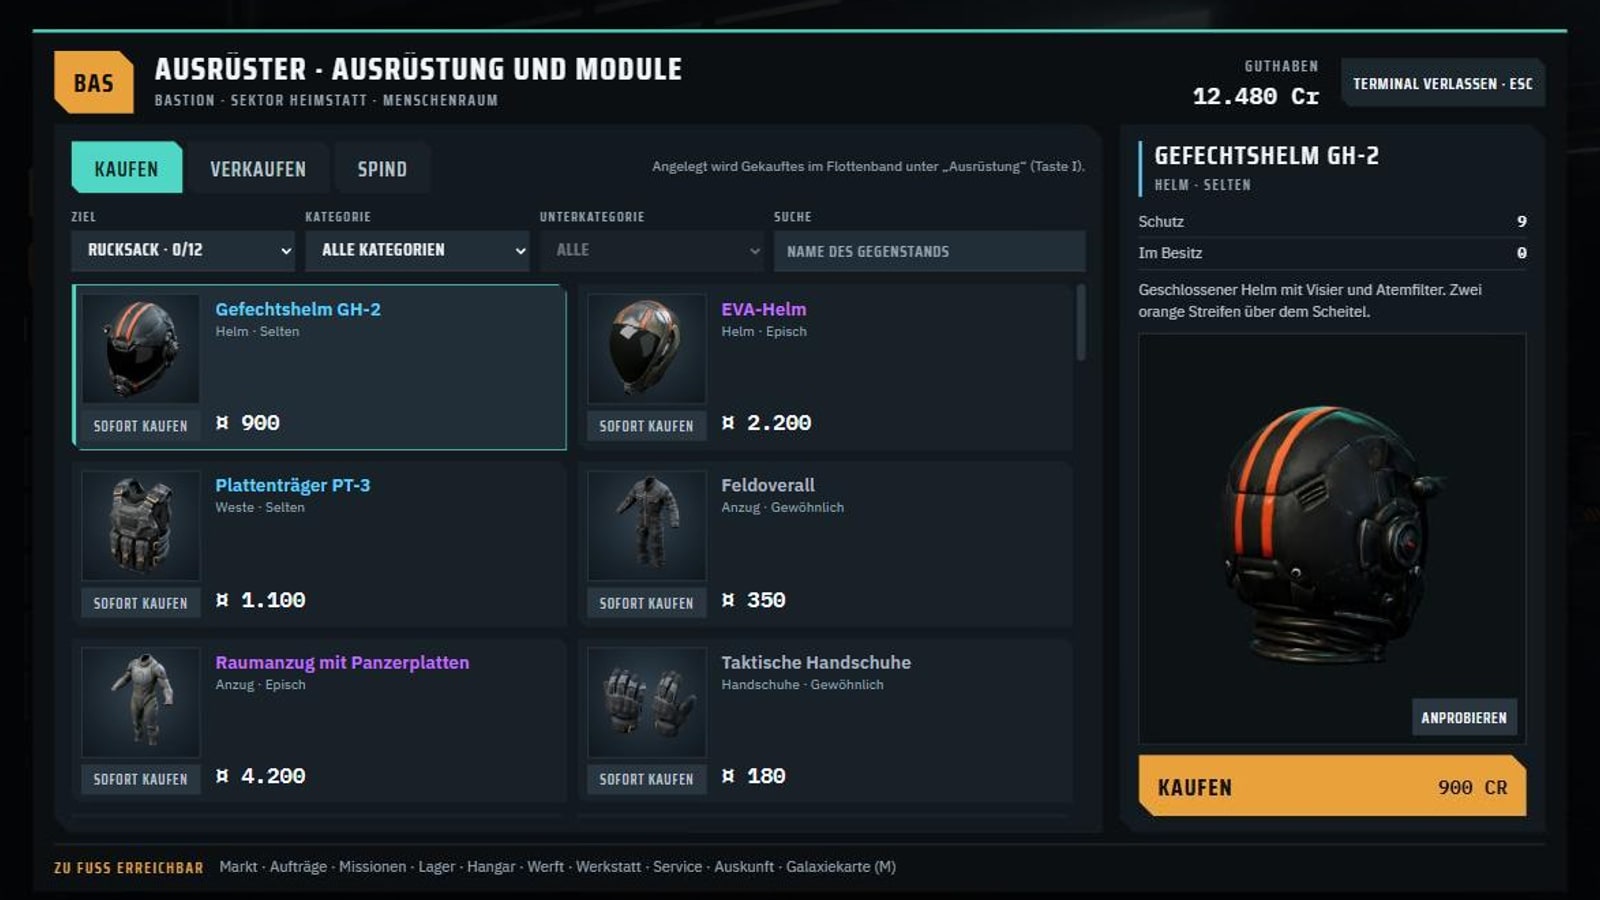 BAS
AUSRÜSTER · AUSRÜSTUNG UND MODULE
BASTION · SEKTOR HEIMSTATT · MENSCHENRAUM
GUTHABEN
12.480 Cr
TERMINAL VERLASSEN · ESC
KAUFEN
VERKAUFEN
SPIND
Angelegt wird Gekauftes im Flottenband unter „Ausrüstung“ (Taste I).
ZIEL
KATEGORIE
UNTERKATEGORIE
SUCHE
RUCKSACK · 0/12
ALLE KATEGORIEN
ALLE
NAME DES GEGENSTANDS
Gefechtshelm GH-2
Helm · Selten
SOFORT KAUFEN
¤ 900
EVA-Helm
Helm · Episch
SOFORT KAUFEN
¤ 2.200
Plattenträger PT-3
Weste · Selten
SOFORT KAUFEN
¤ 1.100
Feldoverall
Anzug · Gewöhnlich
SOFORT KAUFEN
¤ 350
Raumanzug mit Panzerplatten
Anzug · Episch
SOFORT KAUFEN
¤ 4.200
Taktische Handschuhe
Handschuhe · Gewöhnlich
SOFORT KAUFEN
¤ 180
GEFECHTSHELM GH-2
HELM · SELTEN
Schutz 9
Im Besitz 0
Geschlossener Helm mit Visier und Atemfilter. Zwei
orange Streifen über dem Scheitel.
ANPROBIEREN
KAUFEN 900 CR
ZU FUSS ERREICHBAR Markt · Aufträge · Missionen · Lager · Hangar · Werft · Werkstatt · Service · Auskunft · Galaxiekarte (M)